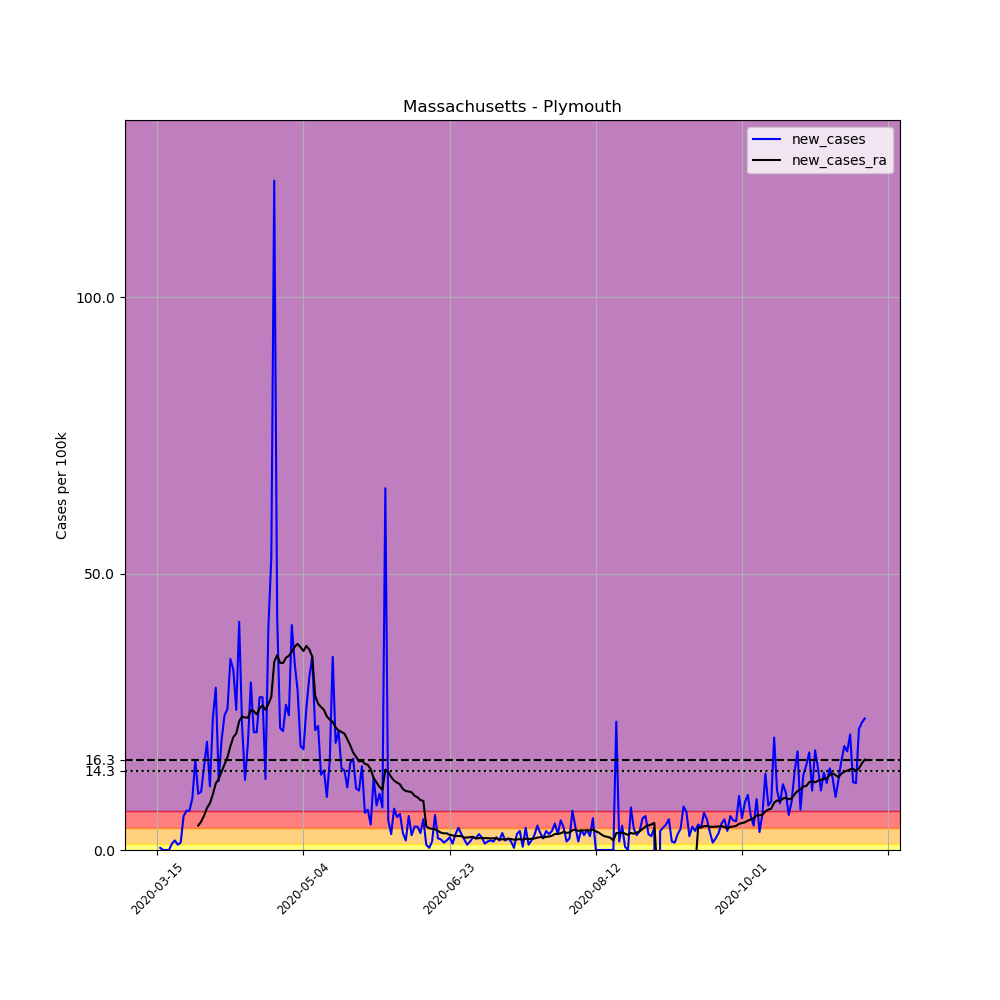 Massachusetts - Plymouth
new_cases
new_cases_ra
Cases per 100k
100.0
50.0
16.3
14.3
0.0
2020-03-15
2020-05-04
2020-06-23
2020-08-12
2020-10-01